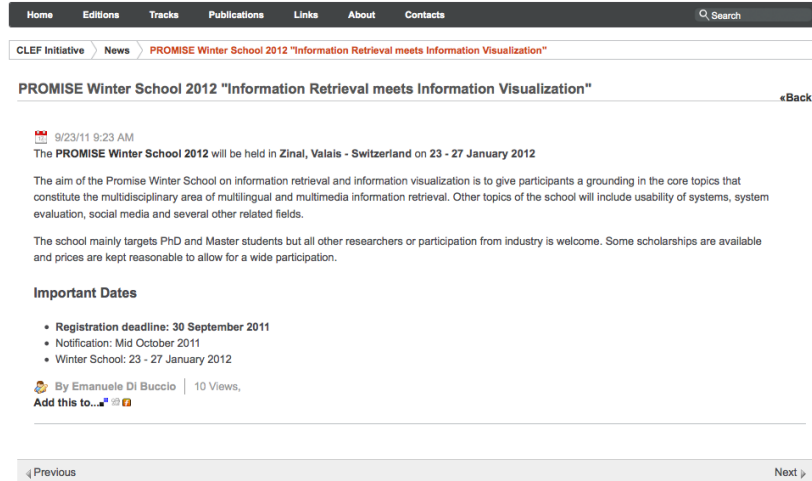 Home Editions Tracks Publications Links About Contacts Search
CLEF Initiative News PROMISE Winter School 2012 "Information Retrieval meets Information Visualization"
PROMISE Winter School 2012 "Information Retrieval meets Information Visualization"
«Back
9/23/11 9:23 AM
The PROMISE Winter School 2012 will be held in Zinal, Valais - Switzerland on 23 - 27 January 2012
The aim of the Promise Winter School on information retrieval and information visualization is to give participants a grounding in the core topics that
constitute the multidisciplinary area of multilingual and multimedia information retrieval. Other topics of the school will include usability of systems, system
evaluation, social media and several other related fields.
The school mainly targets PhD and Master students but all other researchers or participation from industry is welcome. Some scholarships are available
and prices are kept reasonable to allow for a wide participation.
Important Dates
• Registration deadline: 30 September 2011
• Notification: Mid October 2011
• Winter School: 23 - 27 January 2012
By Emanuele Di Buccio | 10 Views,
Add this to...
Previous Next